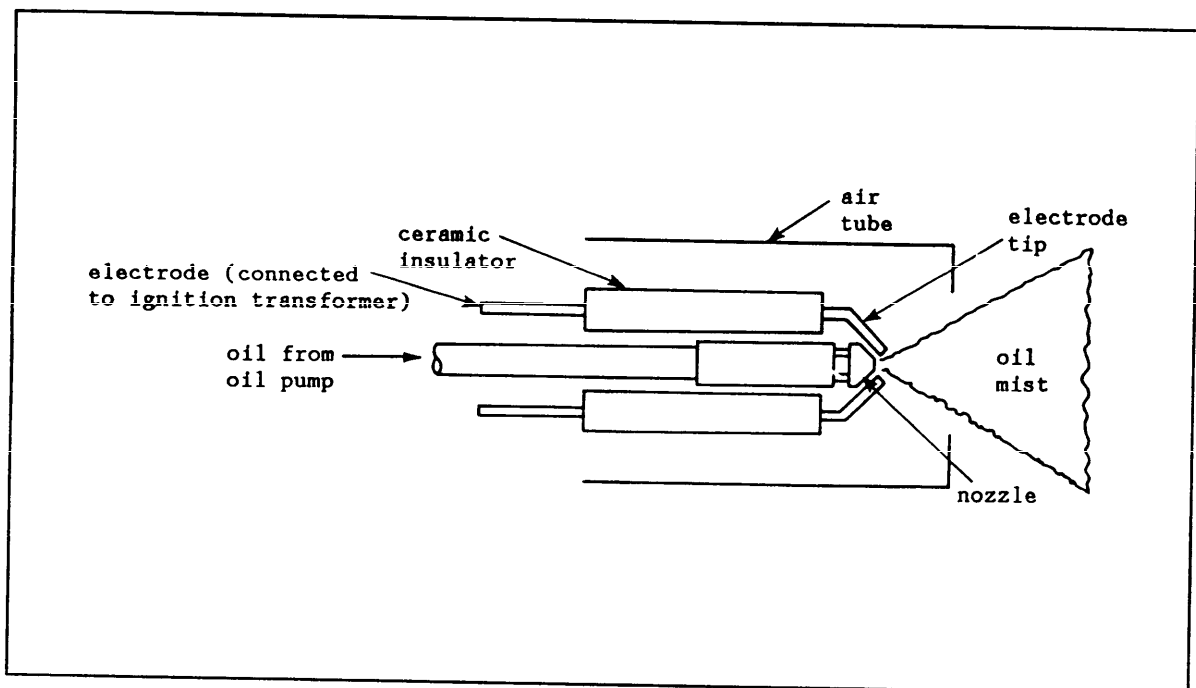 air
tube
electrode
tip
ceramic
insulator
electrode (connected
to ignition transformer)
oil from
oil pump
oil
mist
nozzle